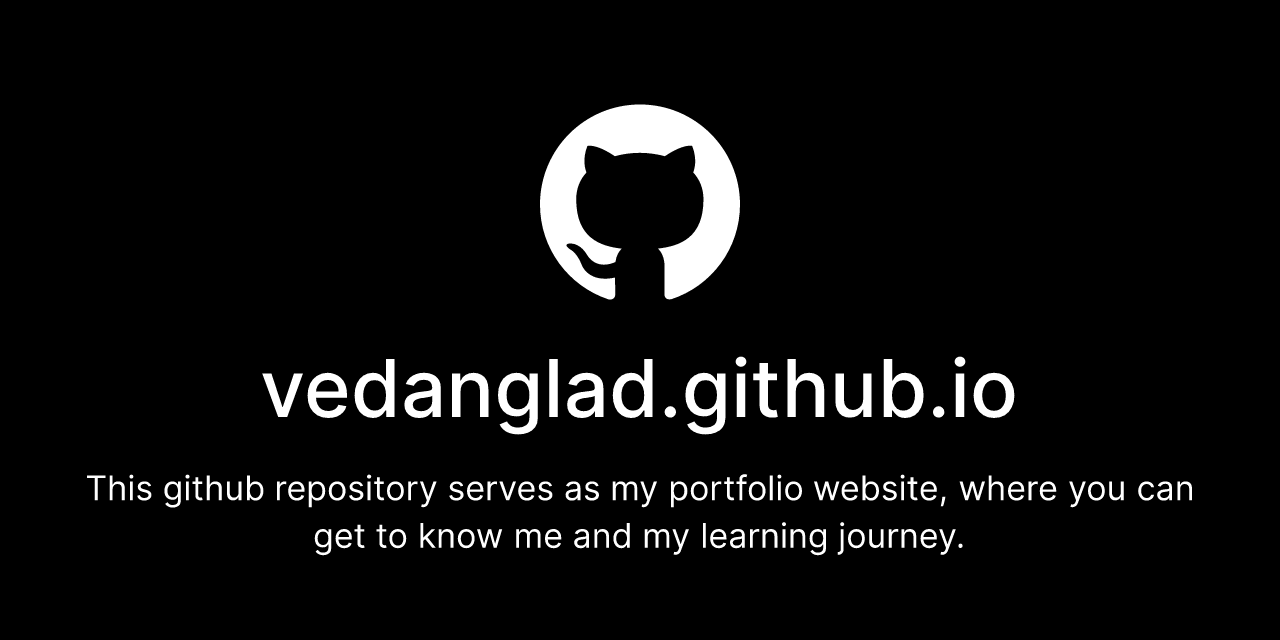 vedanglad.github.io
This github repository serves as my portfolio website, where you can
get to know me and my learning journey.